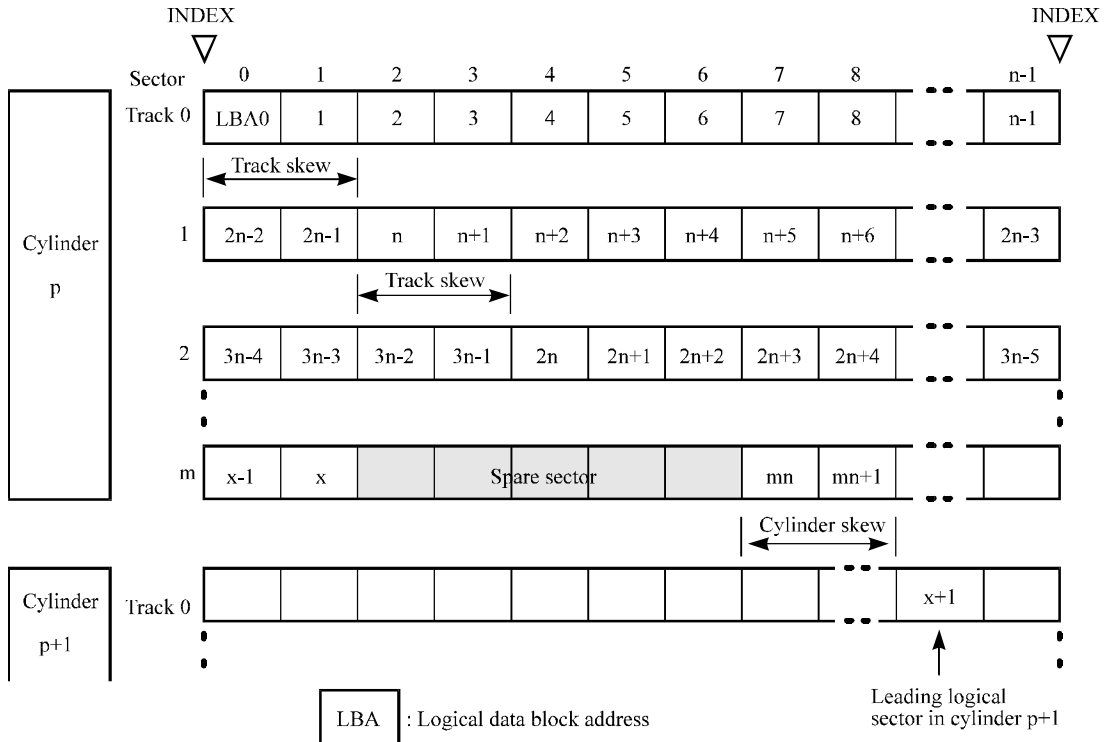 INDEX INDEX
Sector 0 1 2 3 4 5 6 7 8 n-1
Track 0 LBA0 1 2 3 4 5 6 7 8 n-1
Track skew
Cylinder
p
1 2n-2 2n-1 n n+1 n+2 n+3 n+4 n+5 n+6 2n-3
Track skew
2 3n-4 3n-3 3n-2 3n-1 2n 2n+1 2n+2 2n+3 2n+4 3n-5
m x-1 x Spare sector mn mn+1
Cylinder skew
Cylinder
p+1
Track 0 x+1
Leading logical
sector in cylinder p+1
LBA : Logical data block address